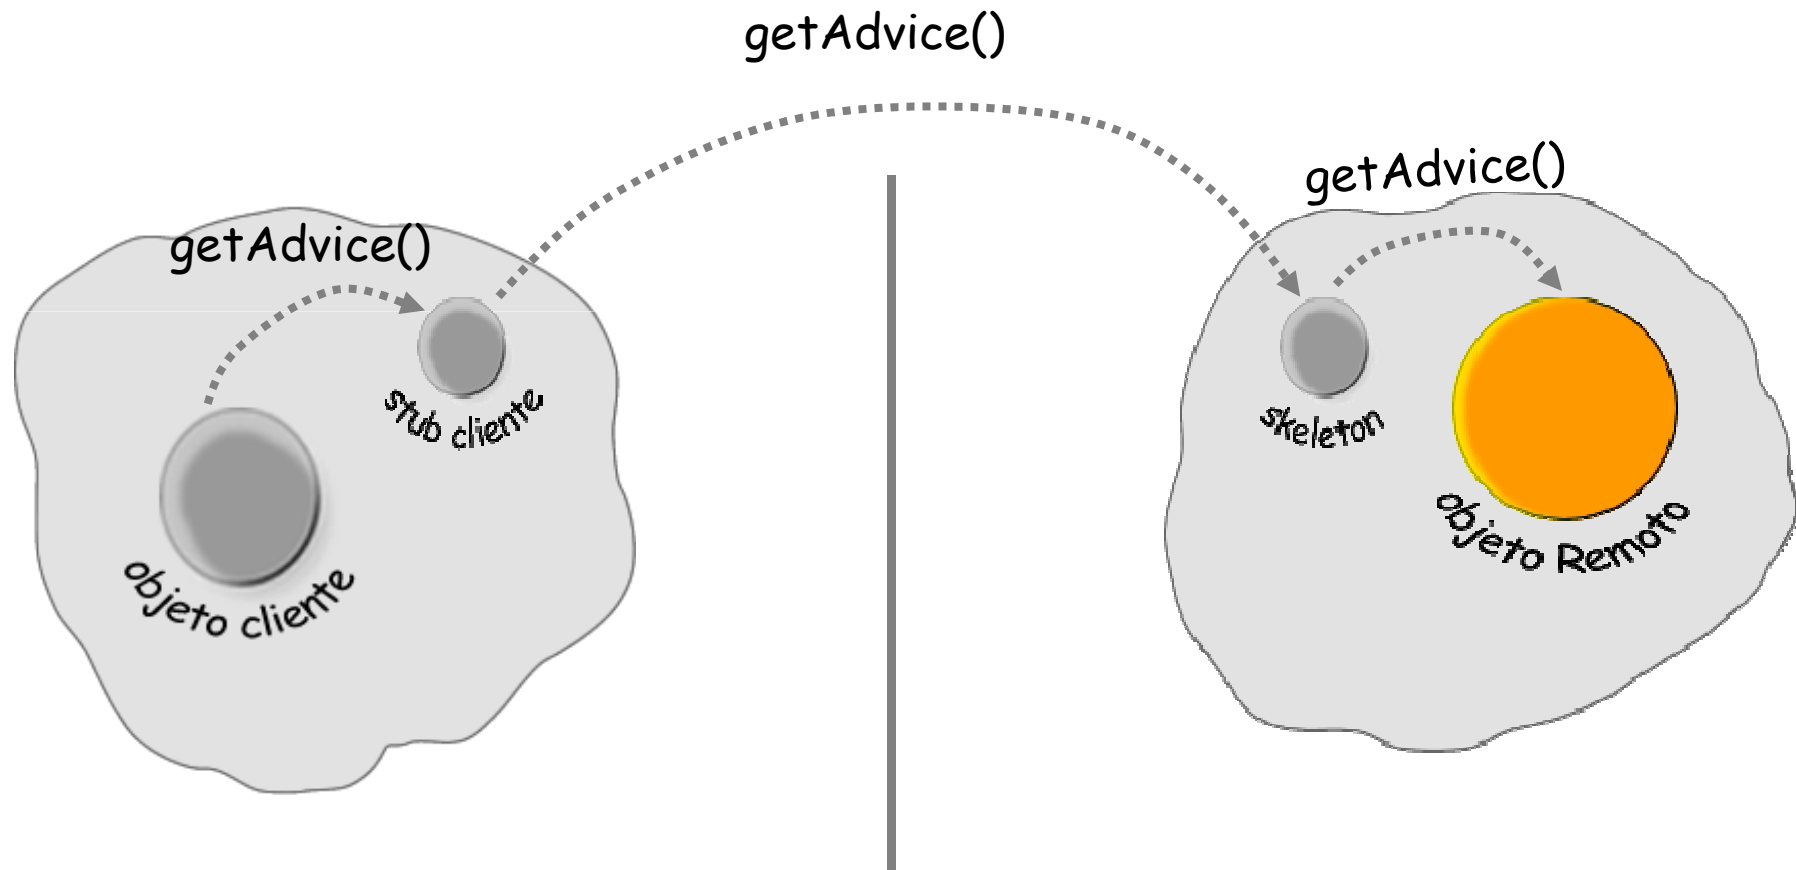 getAdvice()
getAdvice()
getAdvice()
stub cliente
skeleton
objeto cliente
objeto Remoto